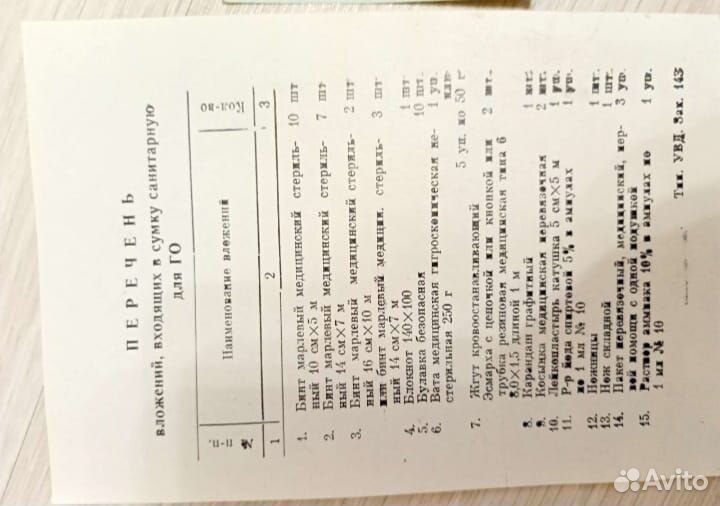 ПЕРЕЧЕНЬ
вложений, входящих в сумку санитарную
для ГО
п-п. Наименование вложений Кол-во
1 2 3
1. Бинт марлевый медицинский стериль-
ный 10 см×5 м 10 шт
2. Бинт марлевый медицинский стериль-
ный 14 см×7 м 7 шт
3. Бинт марлевый медицинский стериль-
ный 16 см×10 м 2 шт
или бинт марлевый медицин. стериль-
ный 14 см×7 м 3 шт
4. Блокнот 140×100 1 шт
5. Булавка безопасная 10 шт.
6. Вата медицинская гигроскопическая не-
стерильная 250 г 1 уп.
или
5 уп. по 50 г
7. Жгут кровоостанавливающий
Эсмарха с цепочкой или кнопкой или
трубка резиновая медицинская типа 6
8,0×1,5 длиной 1 м 2 шт.
8. Карандаш графитный 1 шт.
9. Косынка медицинская перевязочная 2 шт.
10. Лейкопластырь катушка 5 см×5 м 1 уп.
11. Р-р йода спиртовой 5% в ампулах
по 1 мл № 10 1 уп.
12. Ножницы 1 шт.
13. Нож складной 1 шт.
14. Пакет перевязочный, медицинский, пер-
вой помощи с одной подушкой 3 уп.
15. Раствор аммиака 10% в ампулах по
1 мл № 10 1 уп.
Тип. УВД. Зак. 143
Avito